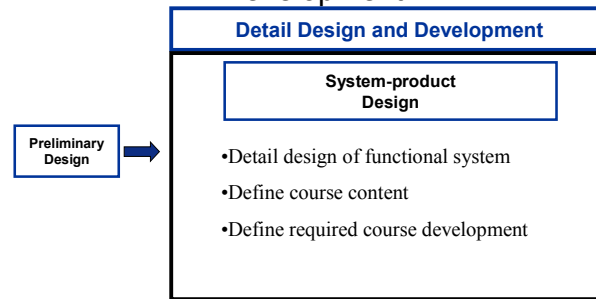 Detail Design and Development
System-product
Design
Preliminary
Design
•Detail design of functional system
•Define course content
•Define required course development